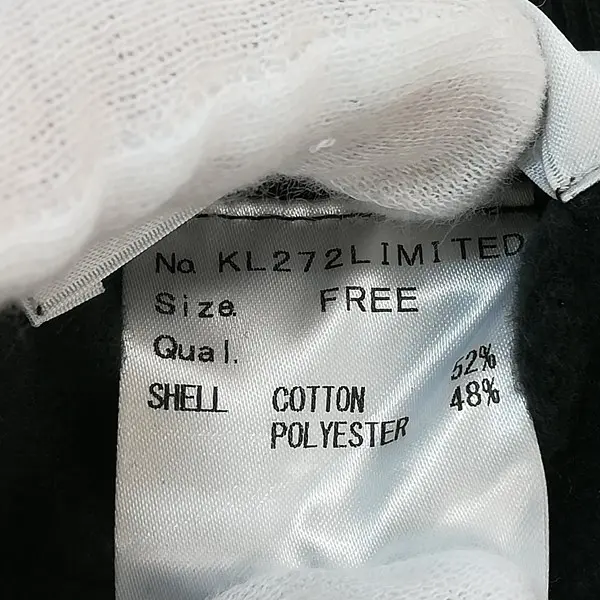 No. KL272LIMITED
Size. FREE
Qual.
SHELL COTTON 52%
POLYESTER 48%